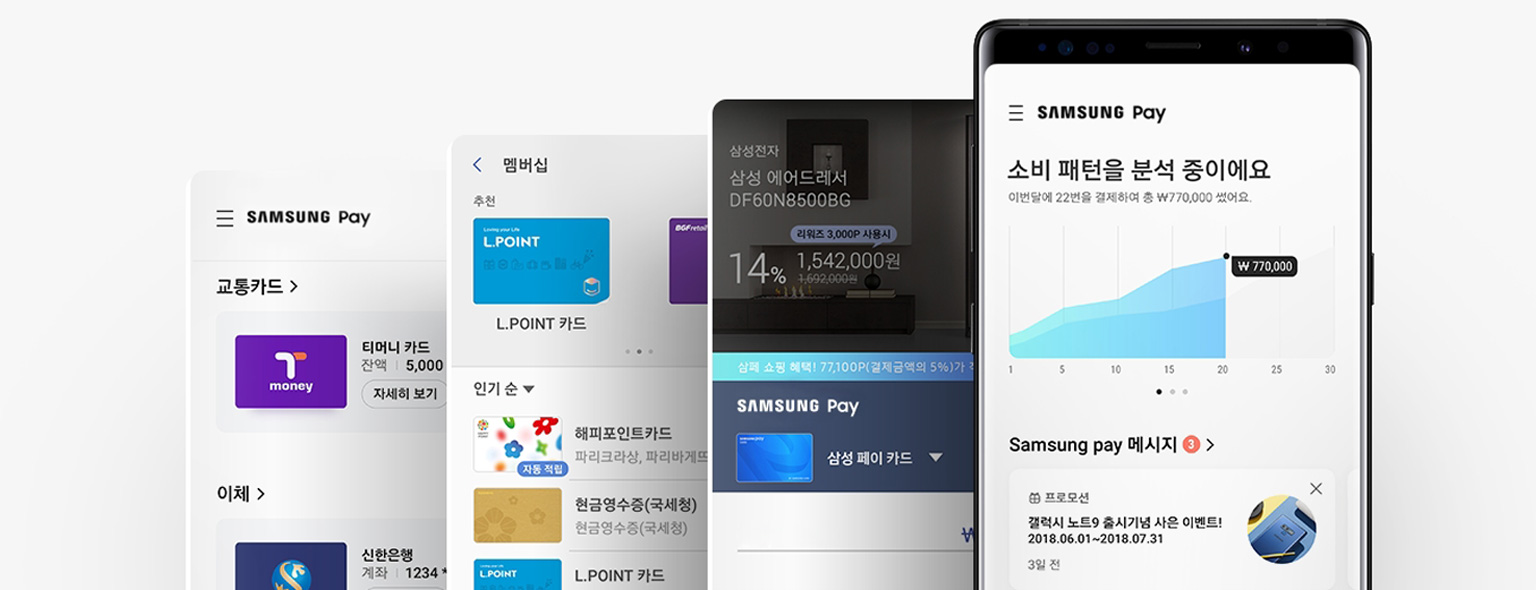 SAMSUNG Pay
교통카드
money
티머니 카드
잔액 | 5,000
자세히 보기
이체
신한은행
계좌 | 1234 *
멤버십
추천
Loving your Life
L.POINT
BGFretail
L.POINT 카드
인기 순
자동 적립
해피포인트카드
파리크라상, 파리바게뜨
현금영수증(국세청)
현금영수증(국세청)
L.POINT
L.POINT 카드
삼성전자
삼성 에어드레서
DF60N8500BG
리워즈 3,000P 사용시
14% 1,542,000원
1,692,000원
삼페 쇼핑 혜택! 77,100P(결제금액의 5%)가
SAMSUNG Pay
삼성 페이 카드
₩
SAMSUNG Pay
소비 패턴을 분석 중이에요
이번달에 22번을 결제하여 총 ₩770,000 썼어요.
₩ 770,000
1 5 10 15 20 25 30
Samsung pay 메시지 3
프로모션
갤럭시 노트9 출시기념 사은 이벤트!
2018.06.01~2018.07.31
3일 전